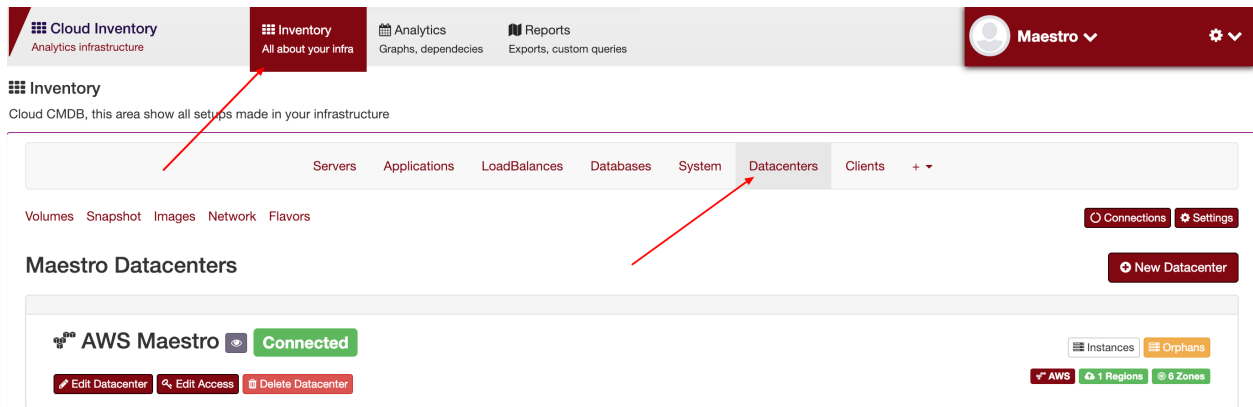 Cloud Inventory
Analytics infrastructure
Inventory
All about your infra
Analytics
Graphs, dependecies
Reports
Exports, custom queries
Maestro
Inventory
Cloud CMDB, this area show all setups made in your infrastructure
Servers Applications LoadBalances Databases System Datacenters Clients +
Volumes Snapshot Images Network Flavors
Connections Settings
Maestro Datacenters
New Datacenter
AWS Maestro Connected
Instances Orphans
Edit Datacenter Edit Access Delete Datacenter
AWS 1 Regions 6 Zones